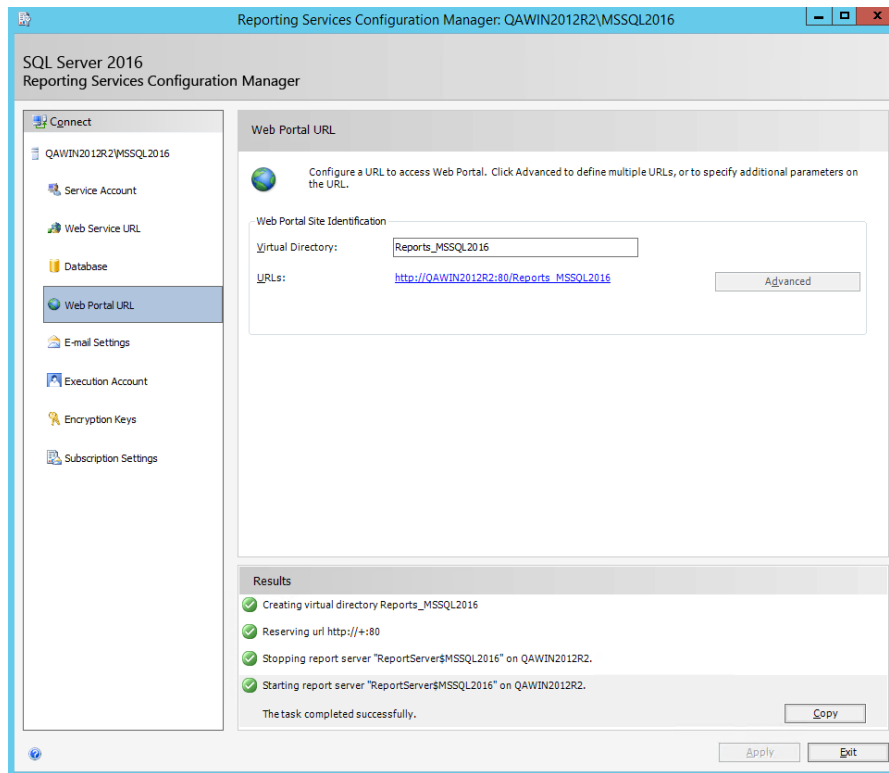 Reporting Services Configuration Manager: QAWIN2012R2\MSSQL2016
SQL Server 2016
Reporting Services Configuration Manager
Connect
QAWIN2012R2\MSSQL2016
Service Account
Web Service URL
Database
Web Portal URL
E-mail Settings
Execution Account
Encryption Keys
Subscription Settings
Web Portal URL
Configure a URL to access Web Portal. Click Advanced to define multiple URLs, or to specify additional parameters on
the URL.
Web Portal Site Identification
Virtual Directory: Reports_MSSQL2016
URLs: http://QAWIN2012R2:80/Reports_MSSQL2016 Advanced
Results
Creating virtual directory Reports_MSSQL2016
Reserving url http://+:80
Stopping report server "ReportServer$MSSQL2016" on QAWIN2012R2.
Starting report server "ReportServer$MSSQL2016" on QAWIN2012R2.
The task completed successfully. Copy
Apply Exit